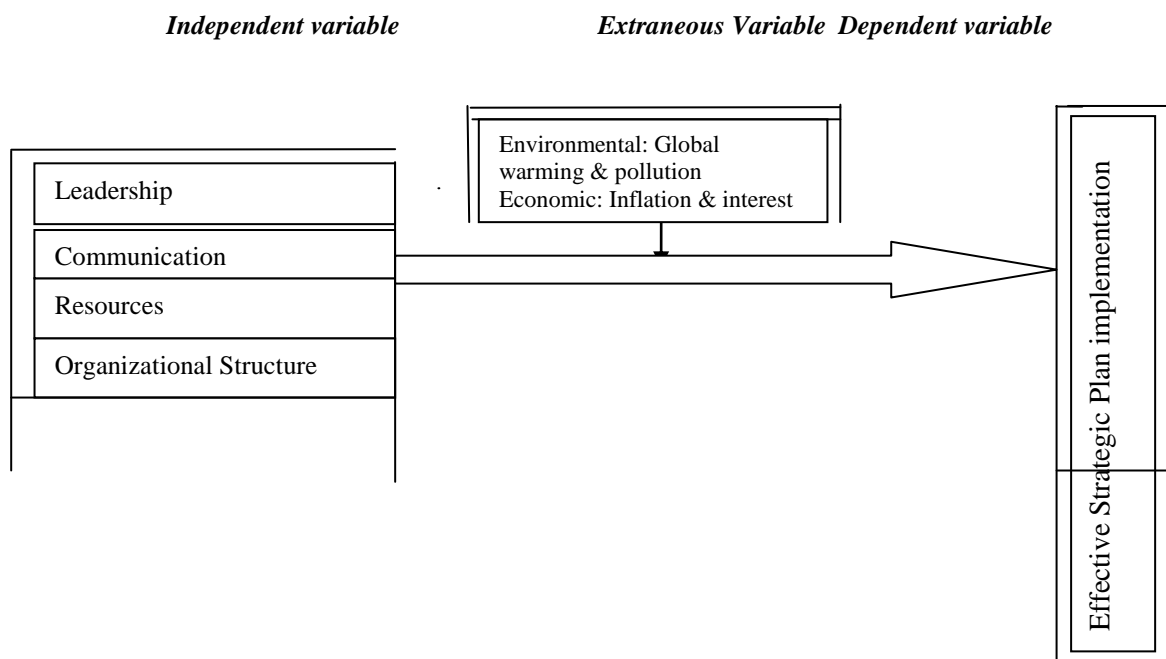 Independent variable
Extraneous Variable Dependent variable
Leadership
Communication
Resources
Organizational Structure
Environmental: Global
warming & pollution
Economic: Inflation & interest
Effective Strategic Plan implementation